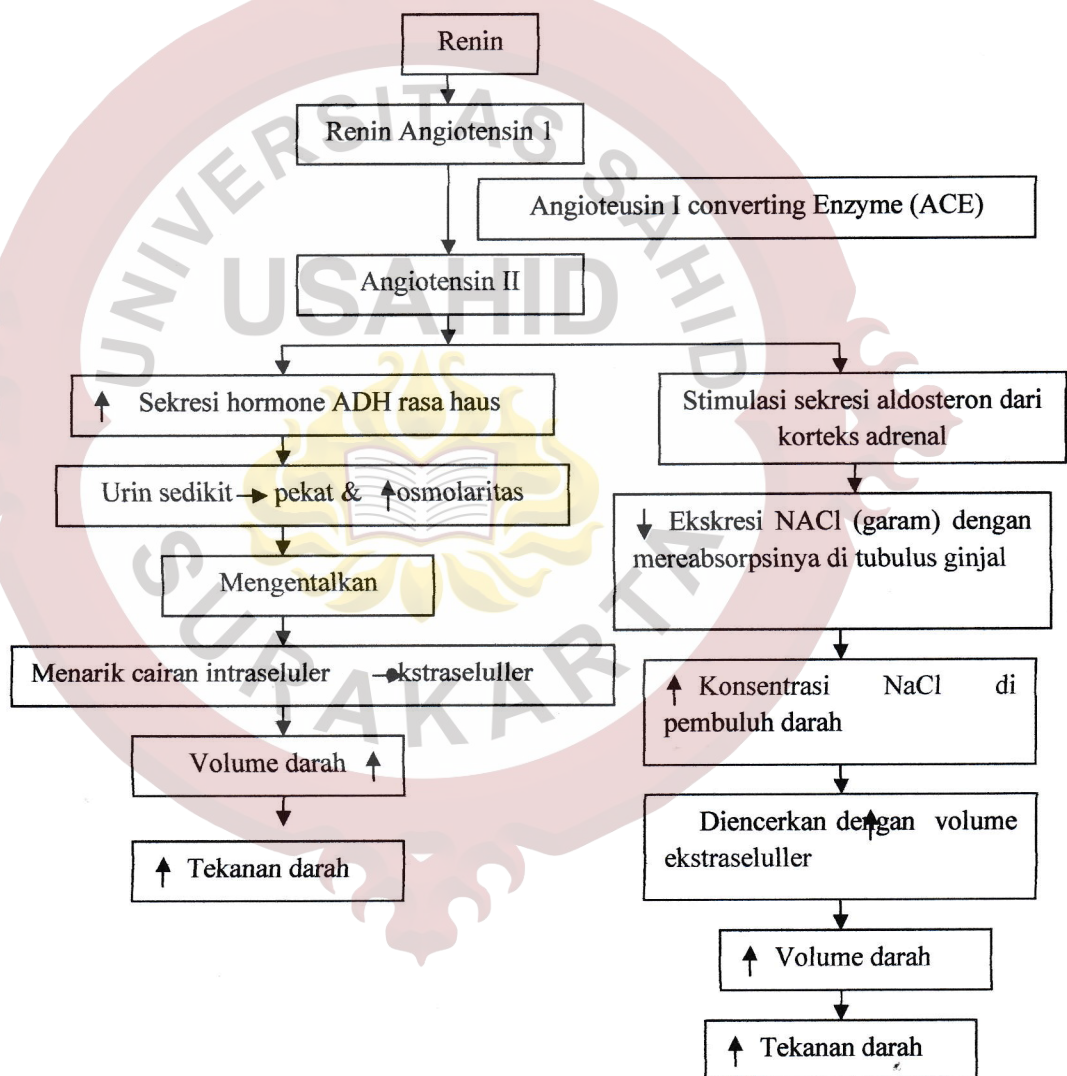 Renin
Renin Angiotensin 1
Angioteusin I converting Enzyme (ACE)
Angiotensin II
↑ Sekresi hormone ADH rasa haus
Urin sedikit → pekat & ↑osmolaritas
Mengentalkan
Menarik cairan intraseluler → ekstraseluller
Volume darah ↑
↑ Tekanan darah
Stimulasi sekresi aldosteron dari
korteks adrenal
↓ Ekskresi NACl (garam) dengan
mereabsorpsinya di tubulus ginjal
↑ Konsentrasi NaCl di
pembuluh darah
Diencerkan dengan ↑ volume
ekstraseluller
↑ Volume darah
↑ Tekanan darah
UNIVERSITAS SAHID
USAHID
SURAKARTA